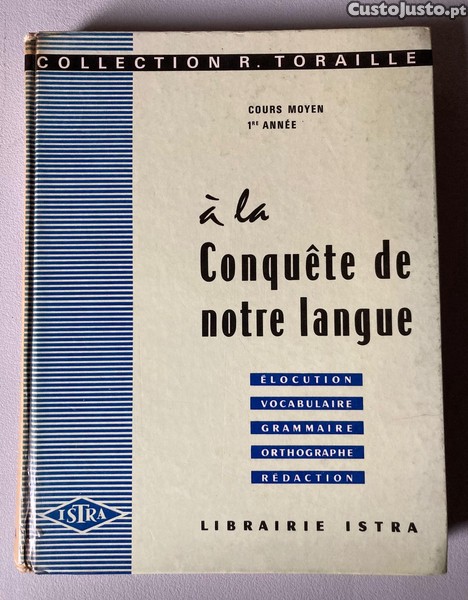 CustoJusto.pt
COLLECTION R. TORAILLE
COURS MOYEN
1RE ANNÉE
à la
Conquête de
notre langue
ÉLOCUTION
VOCABULAIRE
GRAMMAIRE
ORTHOGRAPHE
RÉDACTION
ISTRA
LIBRAIRIE ISTRA